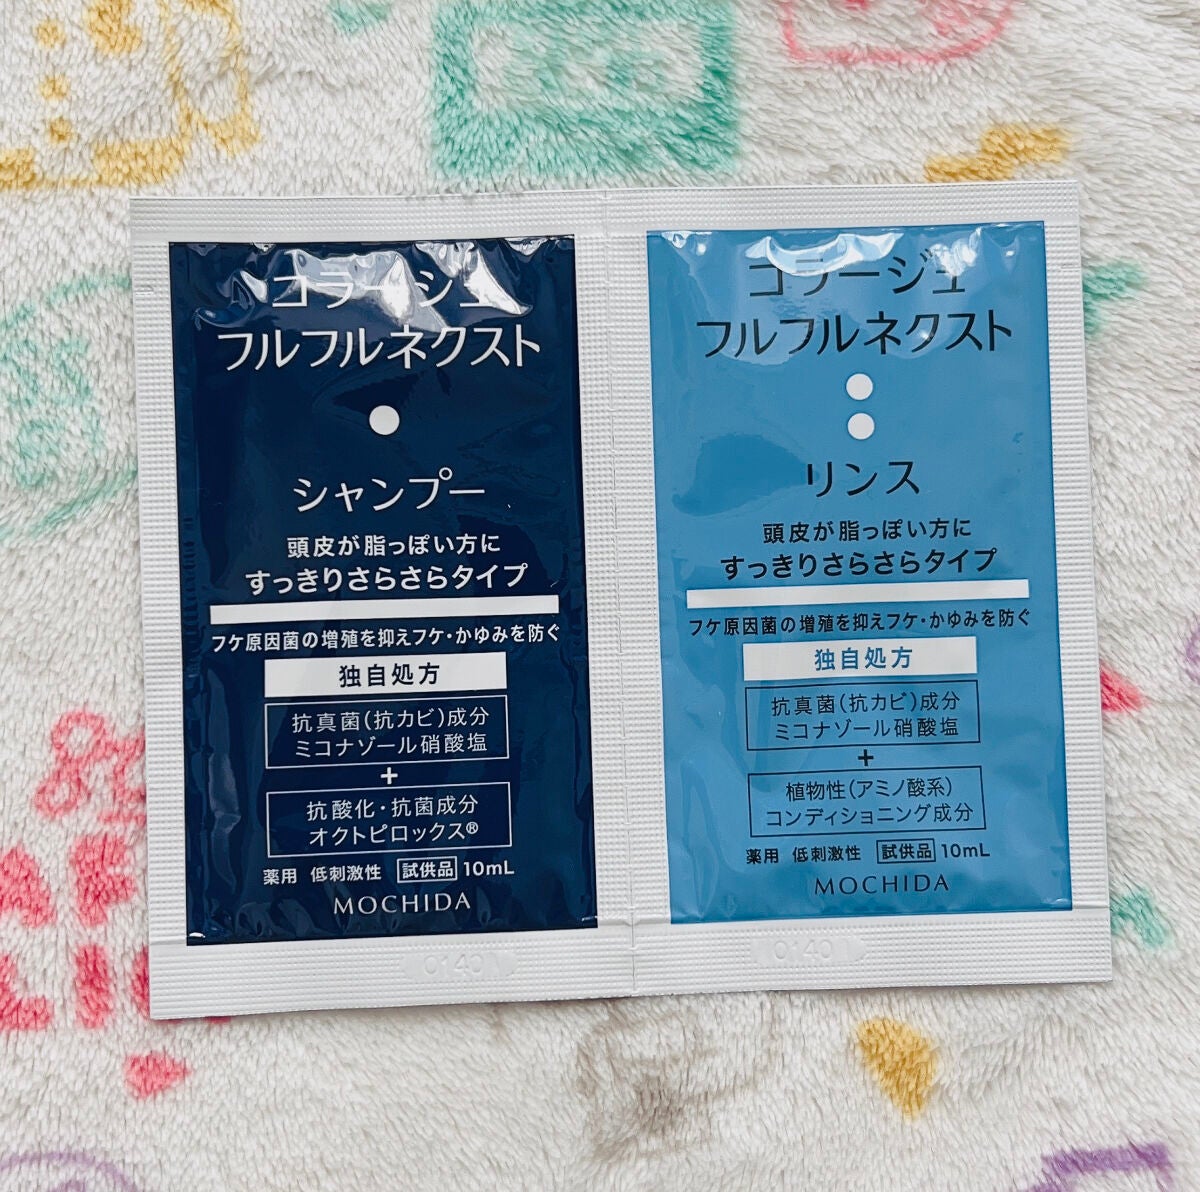 コラージュ
フルフルネクスト
シャンプー
頭皮が脂っぽい方に
すっきりさらさらタイプ
フケ原因菌の増殖を抑えフケ・かゆみを防ぐ
独自処方
抗真菌(抗カビ)成分
ミコナゾール硝酸塩
+
抗酸化・抗菌成分
オクトピロックス®
薬用 低刺激性 試供品 10mL
MOCHIDA
0140
コラージュ
フルフルネクスト
リンス
頭皮が脂っぽい方に
すっきりさらさらタイプ
フケ原因菌の増殖を抑えフケ・かゆみを防ぐ
独自処方
抗真菌(抗カビ)成分
ミコナゾール硝酸塩
+
植物性(アミノ酸系)
コンディショニング成分
薬用 低刺激性 試供品 10mL
MOCHIDA
0140